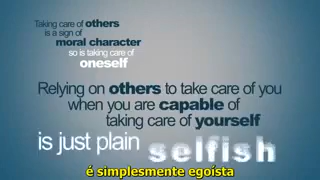 Taking care of others
is a sign of
moral character
so is taking care of
oneself
Relying on others to take care of you
when you are capable of
taking care of yourself
is just plain selfish
é simplesmente egoísta